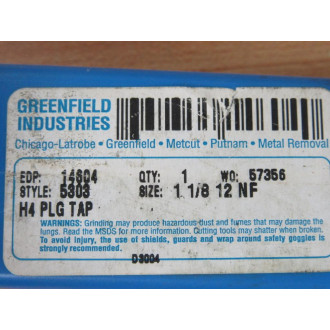 GREENFIELD
INDUSTRIES
Chicago-Latrobe • Greenfield • Metcut • Putnam • Metal Removal
EDP: 14604 QTY: 1 WO: 57356
STYLE: 5303 SIZE: 1 1/8 12 NF
H4 PLG TAP
WARNINGS: Grinding may produce hazardous dust and fumes that may damage
lungs. Read the MSDS for more information. Cutting tools may shatter when broken.
To avoid injury, the use of shields, guards and wrap around safety goggles is
strongly recommended.
D3004